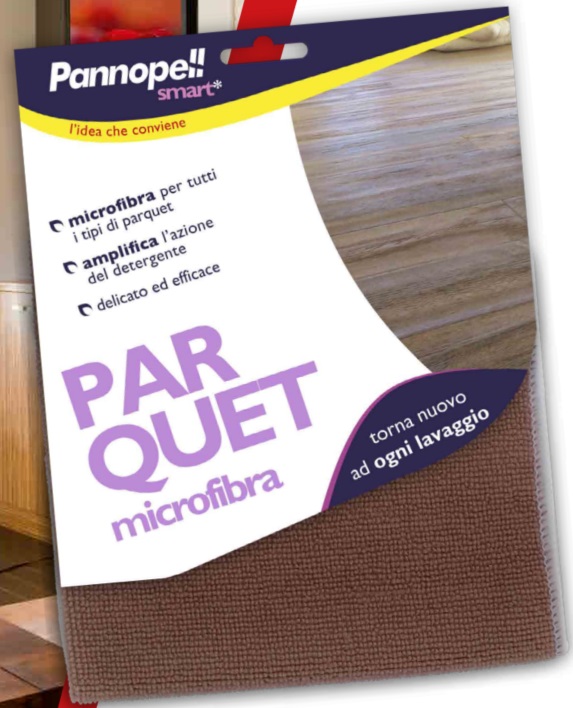 Pannopell
smart*
l'idea che conviene
microfibra per tutti
i tipi di parquet
amplifica l'azione
del detergente
delicato ed efficace
PAR
QUET
microfibra
torna nuovo
ad ogni lavaggio